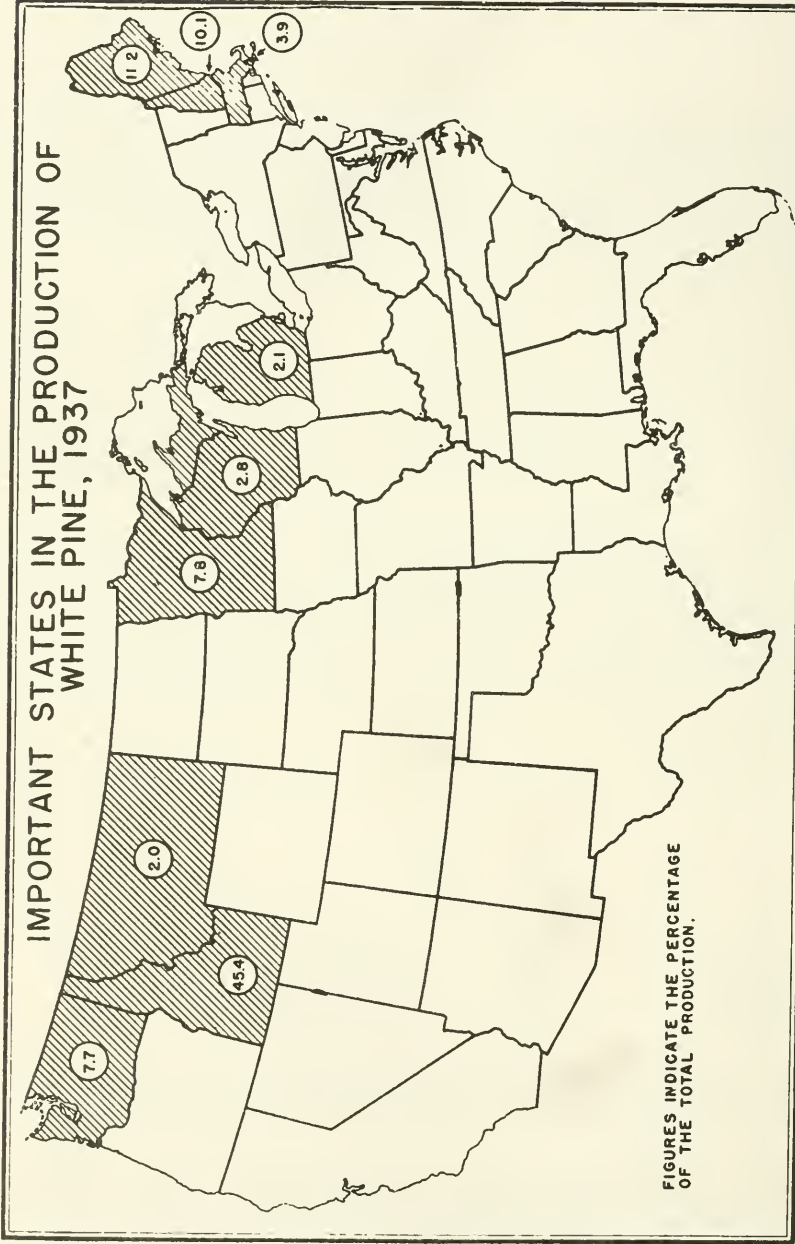 IMPORTANT STATES IN THE PRODUCTION OF
WHITE PINE, 1937
7.7
45.4
2.0
7.8
2.8
2.1
11 2
10.1
3.9
FIGURES INDICATE THE PERCENTAGE
OF THE TOTAL PRODUCTION.